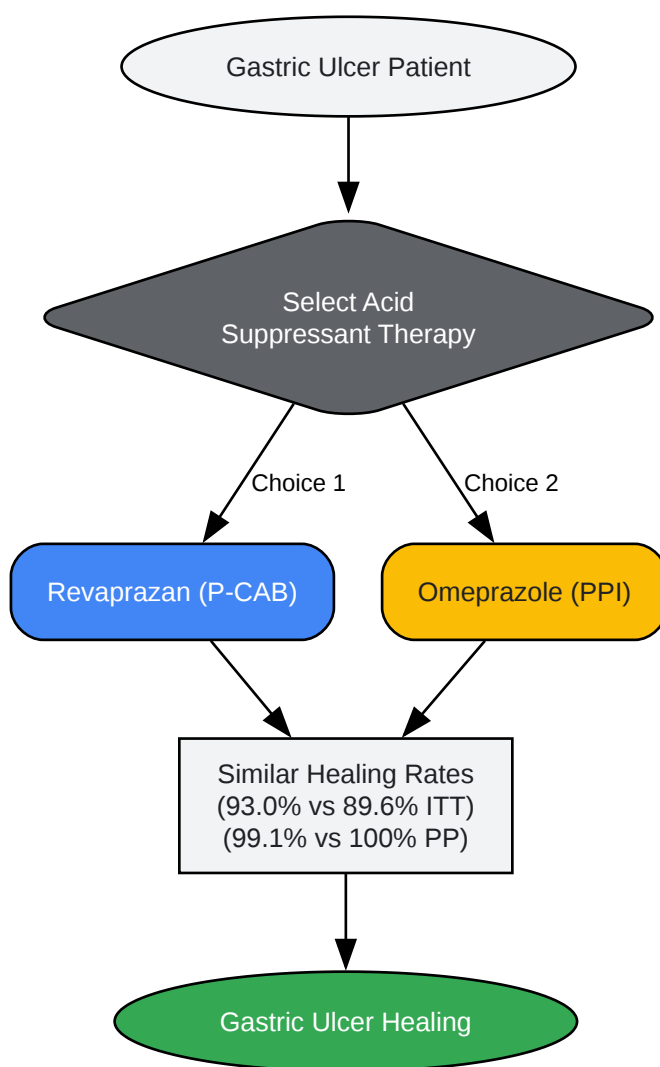 Gastric Ulcer Patient
Select Acid
Suppressant Therapy
Choice 1
Choice 2
Revaprazan (P-CAB)
Omeprazole (PPI)
Similar Healing Rates
(93.0% vs 89.6% ITT)
(99.1% vs 100% PP)
Gastric Ulcer Healing